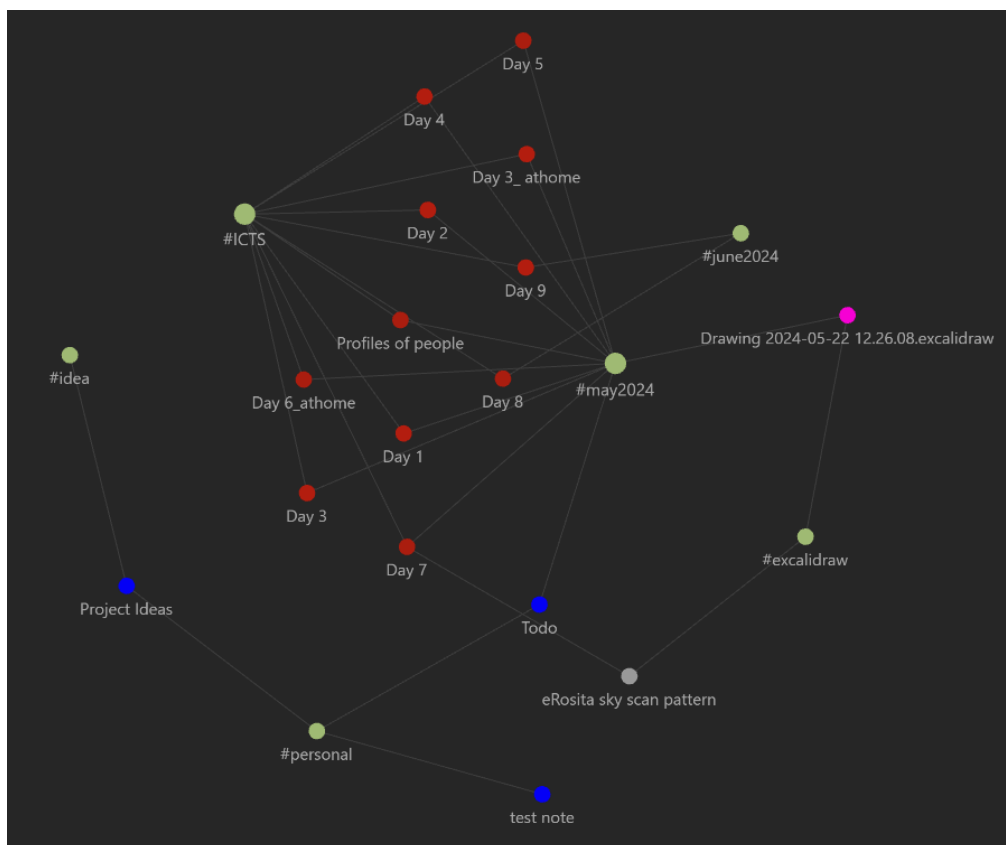 Day 5
Day 4
Day 3_ athome
#ICTS
Day 2
#june2024
Day 9
Drawing 2024-05-22 12.26.08.excalidraw
Profiles of people
#idea
#may2024
Day 6_athome
Day 8
Day 1
Day 3
#excalidraw
Day 7
Project Ideas
Todo
eRosita sky scan pattern
#personal
test note